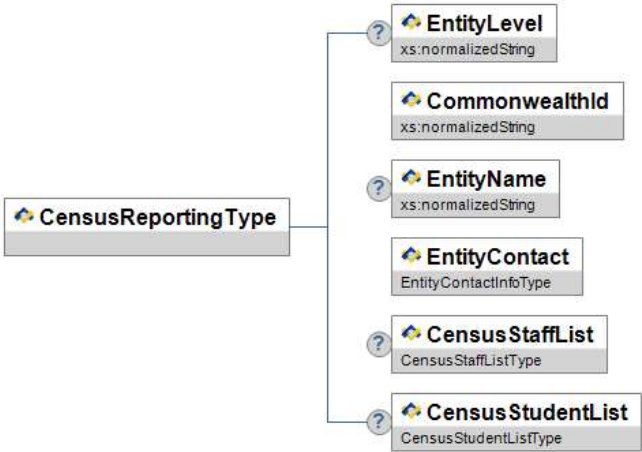 ?
EntityLevel
xs:normalizedString
CommonwealthId
xs:normalizedString
?
EntityName
xs:normalizedString
CensusReportingType
EntityContact
EntityContactInfoType
?
CensusStaffList
CensusStaffListType
?
CensusStudentList
CensusStudentListType